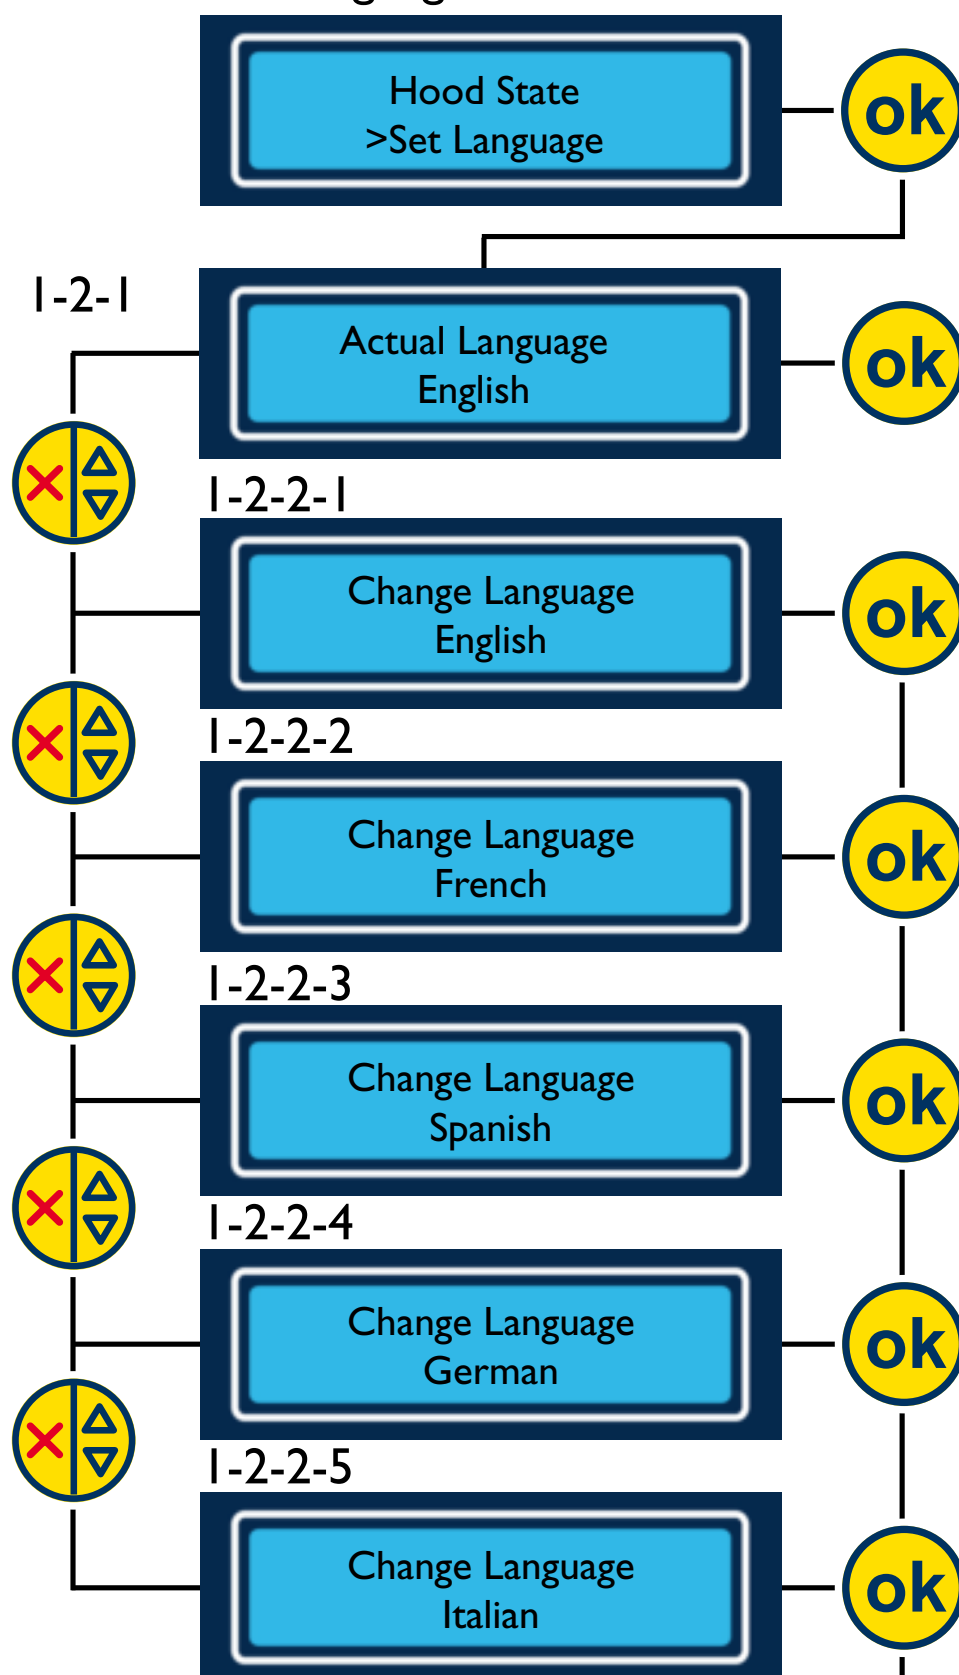 Hood State
>Set Language
ok
1-2-1
Actual Language
English
ok
1-2-2-1
Change Language
English
ok
1-2-2-2
Change Language
French
ok
1-2-2-3
Change Language
Spanish
ok
1-2-2-4
Change Language
German
ok
1-2-2-5
Change Language
Italian
ok